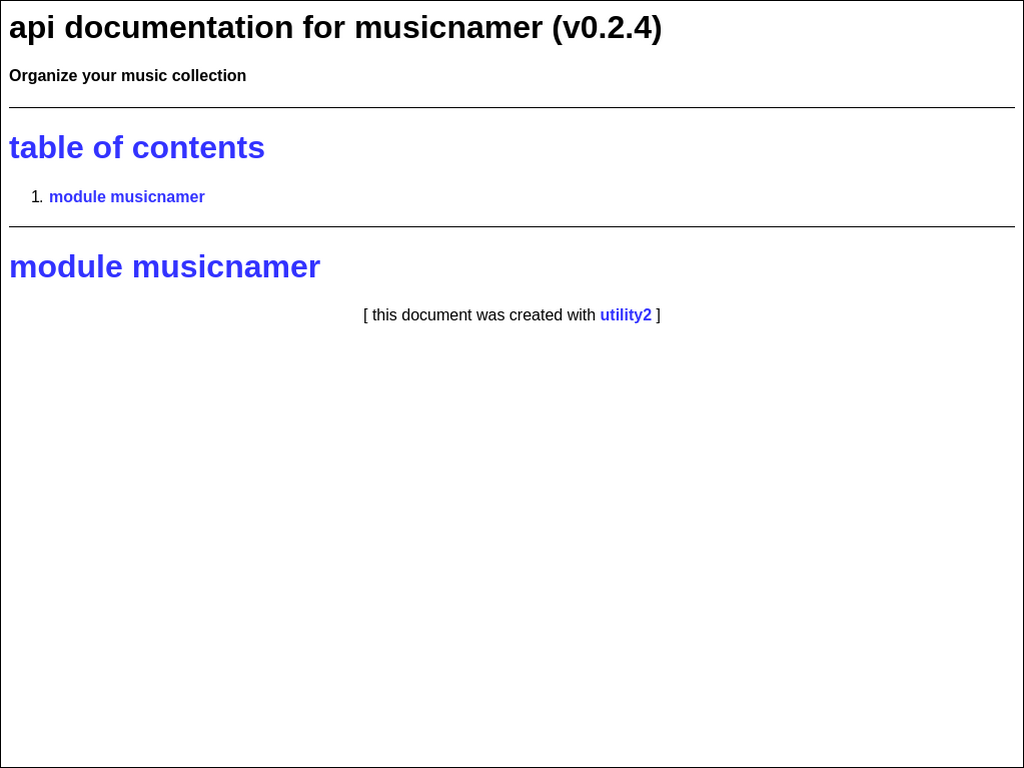 api documentation for musicnamer (v0.2.4)
Organize your music collection
table of contents
1. module musicnamer
module musicnamer
[ this document was created with utility2 ]